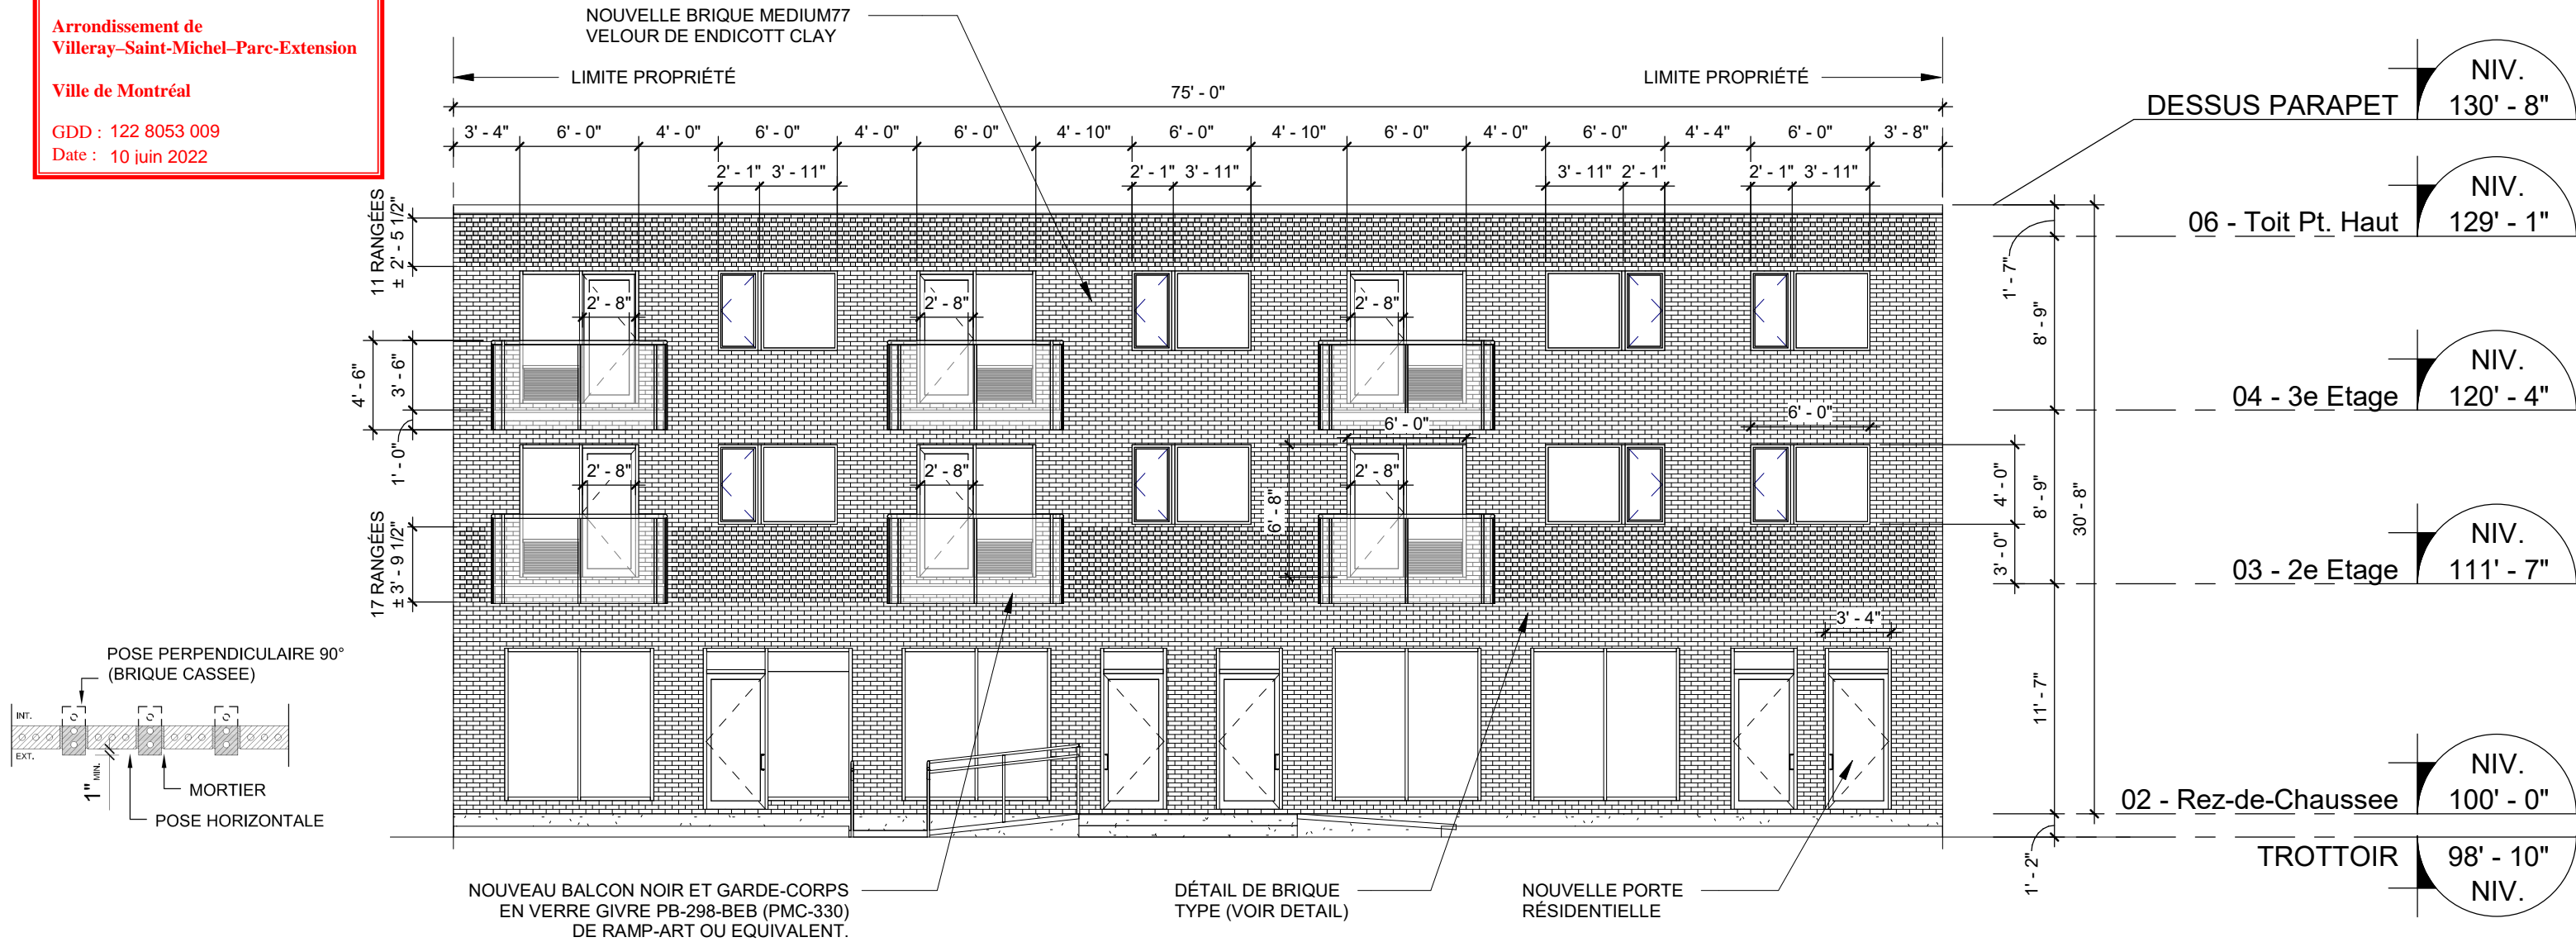 Arrondissement de
Villeray–Saint-Michel–Parc-Extension
Ville de Montréal
GDD : 122 8053 009
Date : 10 juin 2022
NOUVELLE BRIQUE MEDIUM77
VELOUR DE ENDICOTT CLAY
LIMITE PROPRIÉTÉ
LIMITE PROPRIÉTÉ
75' - 0"
3' - 4" 6' - 0" 4' - 0" 6' - 0" 4' - 0" 6' - 0" 4' - 10" 6' - 0" 4' - 10" 6' - 0" 4' - 0" 6' - 0" 4' - 4" 6' - 0" 3' - 8"
2' - 1" 3' - 11" 2' - 1" 3' - 11" 3' - 11" 2' - 1" 2' - 1" 3' - 11"
11 RANGÉES
± 2' - 5 1/2"
2' - 8" 2' - 8" 2' - 8"
4' - 6"
3' - 6"
1' - 0"
6' - 0"
6' - 0"
2' - 8" 2' - 8" 2' - 8"
6' - 8"
17 RANGÉES
± 3' - 9 1/2"
3' - 4"
DESSUS PARAPET
NIV.
130' - 8"
06 - Toit Pt. Haut
NIV.
129' - 1"
04 - 3e Etage
NIV.
120' - 4"
03 - 2e Etage
NIV.
111' - 7"
02 - Rez-de-Chaussee
NIV.
100' - 0"
TROTTOIR
98' - 10"
NIV.
1' - 7"
8' - 9"
4' - 0"
8' - 9"
30' - 8"
3' - 0"
11' - 7"
1' - 2"
POSE PERPENDICULAIRE 90°
(BRIQUE CASSEE)
INT.
EXT.
1" MIN.
MORTIER
POSE HORIZONTALE
NOUVEAU BALCON NOIR ET GARDE-CORPS
EN VERRE GIVRE PB-298-BEB (PMC-330)
DE RAMP-ART OU EQUIVALENT.
DÉTAIL DE BRIQUE
TYPE (VOIR DETAIL)
NOUVELLE PORTE
RÉSIDENTIELLE